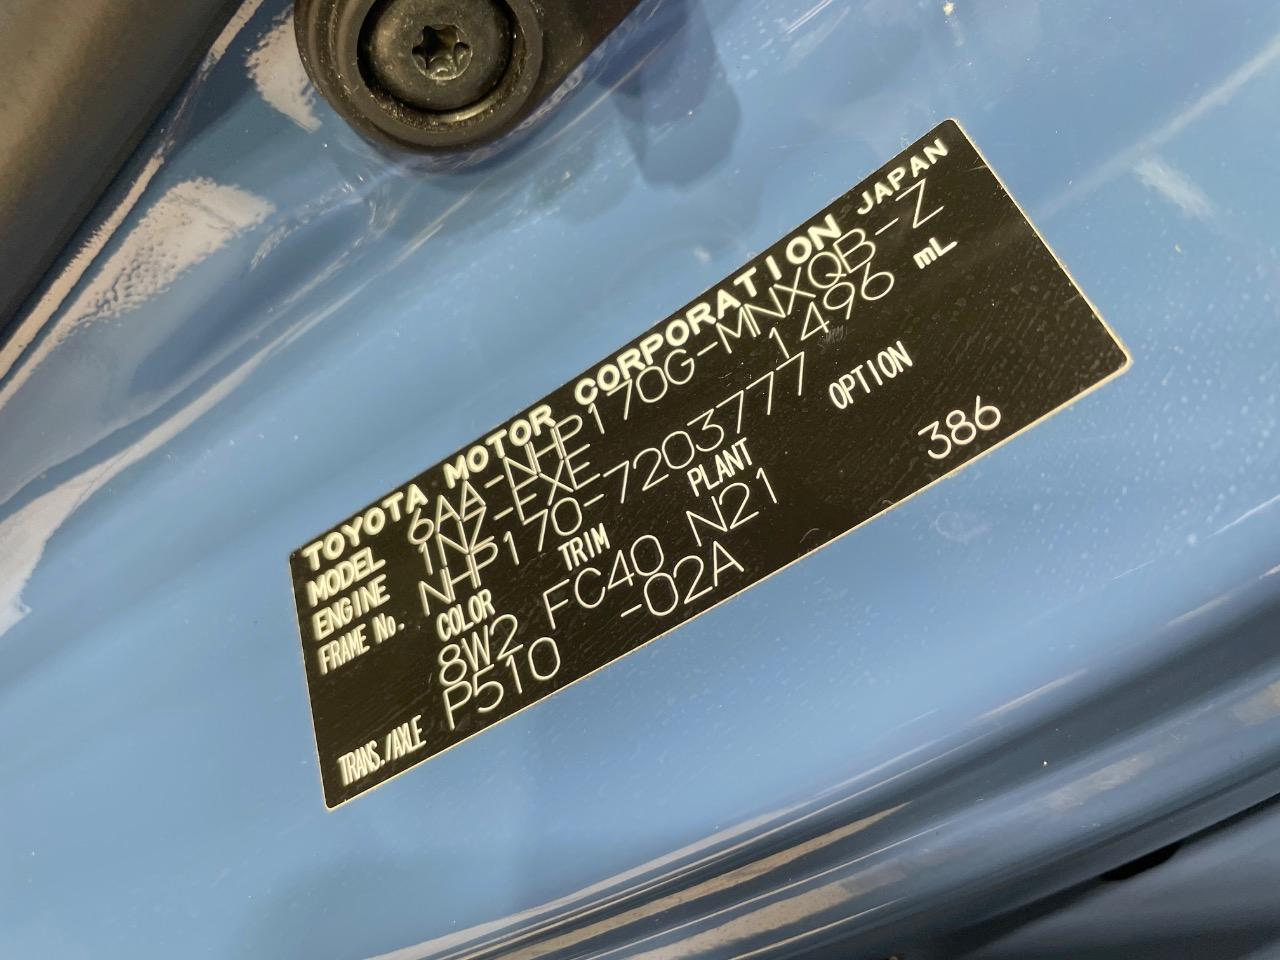 TOYOTA MOTOR CORPORATION JAPAN
MODEL 6AA-NHP170G-MNXQB-Z
ENGINE 1NZ-EXE 1496 mL
FRAME No. NHP170-7203777
COLOR TRIM PLANT OPTION
8W2 FC40 N21 386
TRANS./AXLE P510 -02A